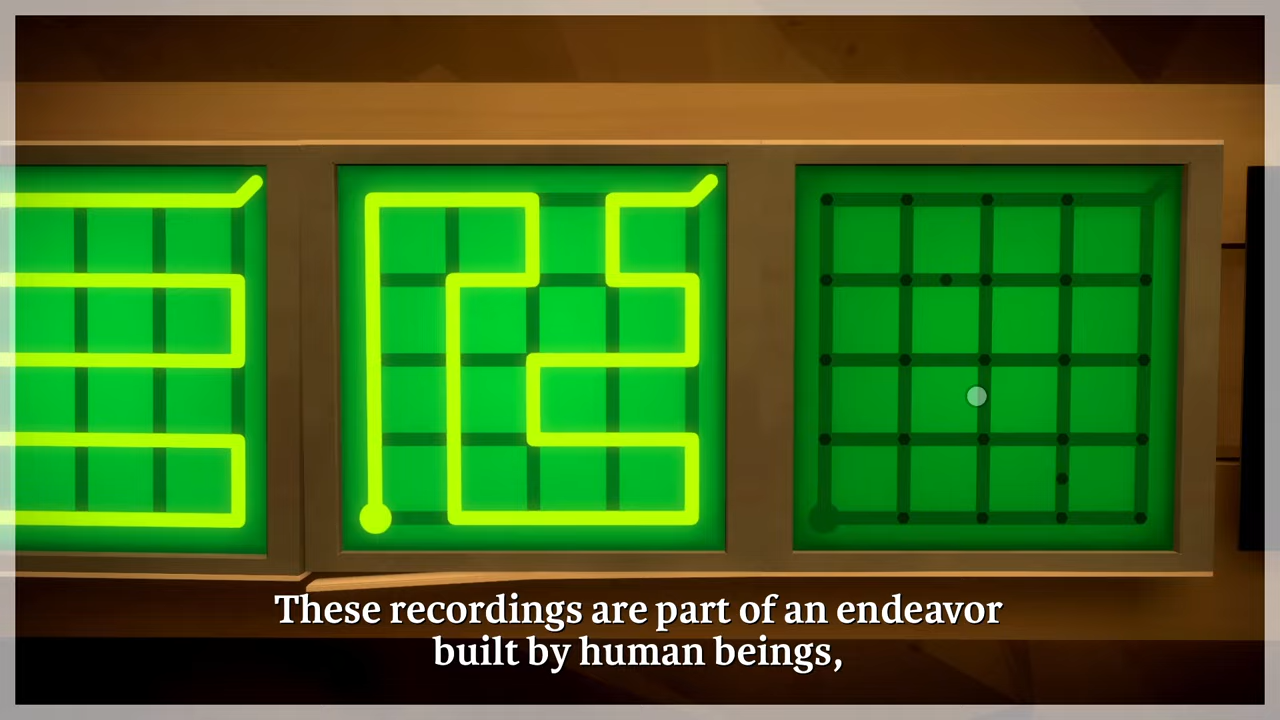 These recordings are part of an endeavor
built by human beings,